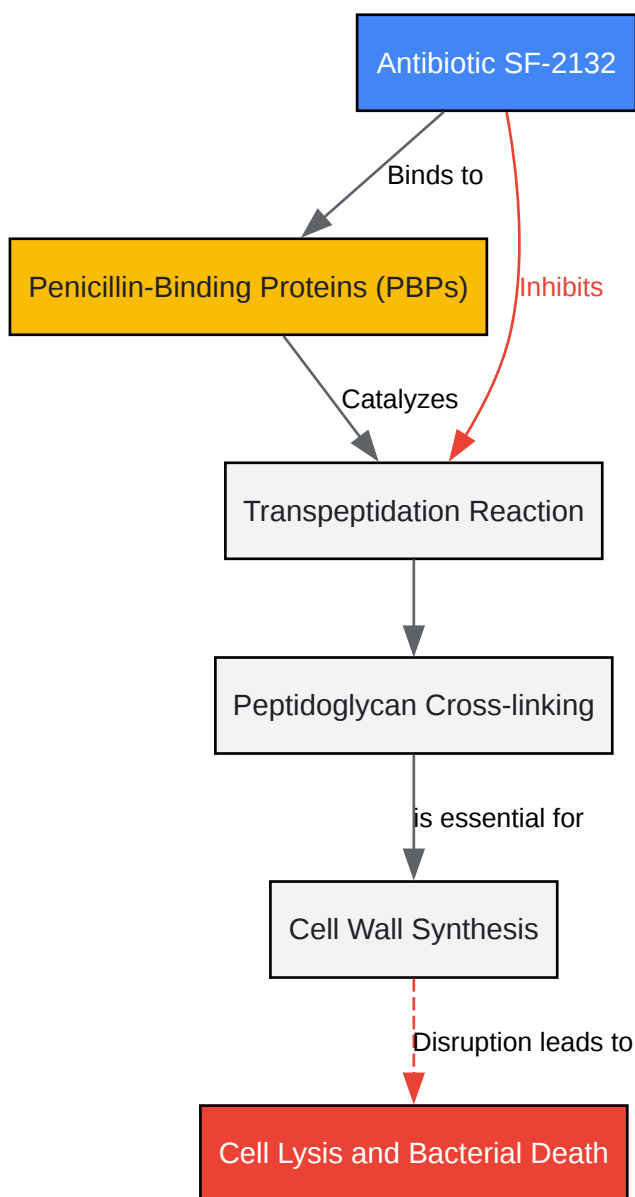 Antibiotic SF-2132
Binds to
Penicillin-Binding Proteins (PBPs)
Inhibits
Catalyzes
Transpeptidation Reaction
Peptidoglycan Cross-linking
is essential for
Cell Wall Synthesis
Disruption leads to
Cell Lysis and Bacterial Death